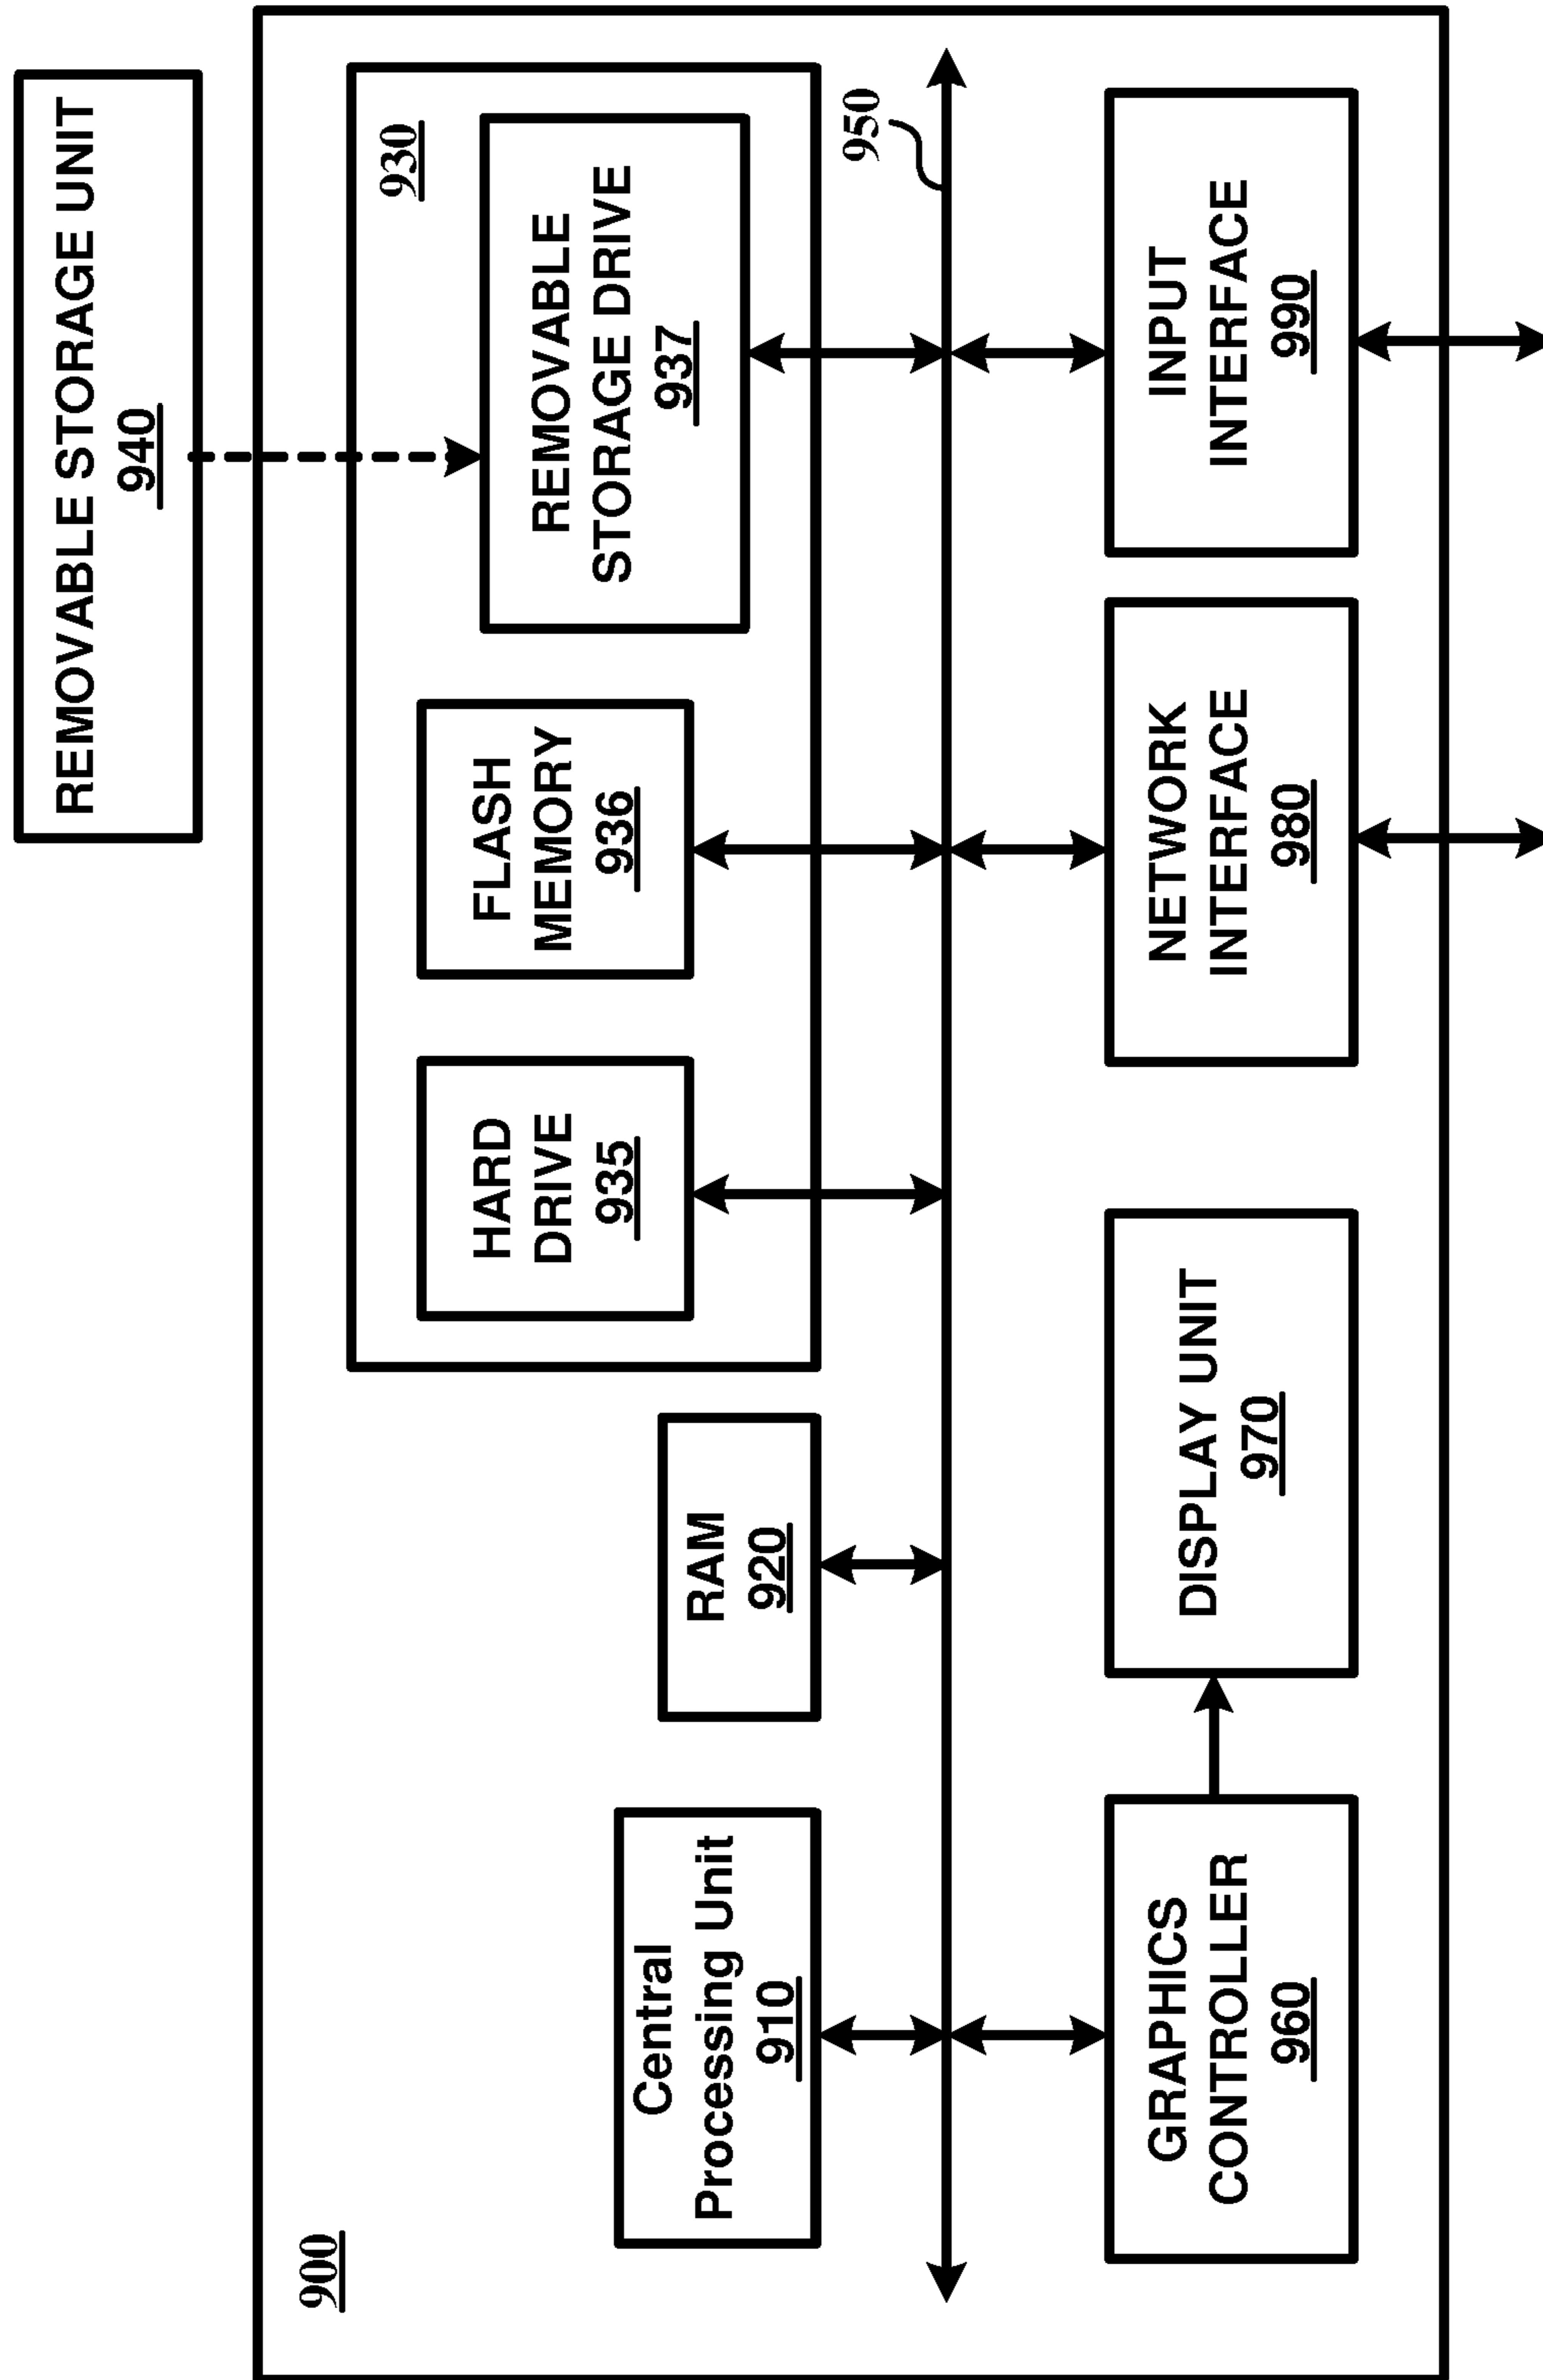 REMOVABLE STORAGE UNIT
940
900
930
HARD
DRIVE
935
FLASH
MEMORY
936
REMOVABLE
STORAGE DRIVE
937
Central
Processing Unit
910
RAM
920
950
GRAPHICS
CONTROLLER
960
DISPLAY UNIT
970
NETWORK
INTERFACE
980
INPUT
INTERFACE
990